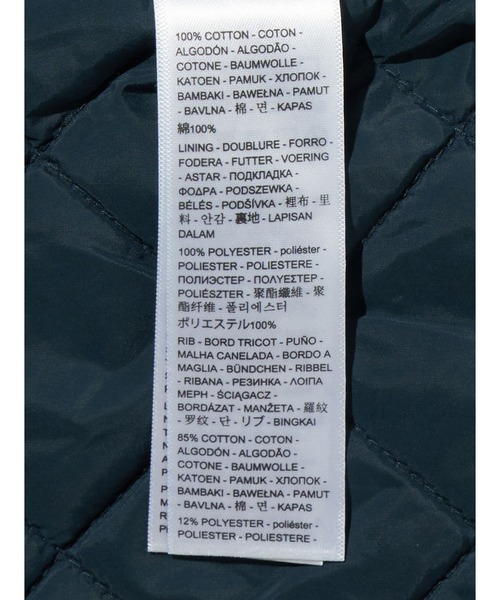 100% COTTON - COTON -
ALGODÓN - ALGODÃO -
COTONE - BAUMWOLLE -
KATOEN - PAMUK - ХЛОПОК -
BAMBAKI - BAWEŁNA - PAMUT
- BAVLNA - 棉 - 면 - KAPAS
綿100%
LINING - DOUBLURE - FORRO -
FODERA - FUTTER - VOERING
- ASTAR - ПОДКЛАДКА -
ΦΟΔΡΑ - PODSZEWKA -
BÉLÉS - PODŠÍVKA - 裡布 - 里
料 - 안감 - 裏地 - LAPISAN
DALAM
100% POLYESTER - poliéster -
POLIESTER - POLIESTERE -
ПОЛИЭСТЕР - ΠΟΛΥΕΣΤΕΡ -
POLIÉSZTER - 聚酯纖維 - 聚
酯纤维 - 폴리에스터
ポリエステル100%
RIB - BORD TRICOT - PUÑO -
MALHA CANELADA - BORDO A
MAGLIA - BÜNDCHEN - RIBBEL
- RIBANA - РЕЗИНКА - ΛΟΙΠΑ
ΜΕΡΗ - ŚCIĄGACZ -
BORDÁZAT - MANŽETA - 羅紋
- 罗纹 - 단 - リブ - BINGKAI
85% COTTON - COTON -
ALGODÓN - ALGODÃO -
COTONE - BAUMWOLLE -
KATOEN - PAMUK - ХЛОПОК -
BAMBAKI - BAWEŁNA - PAMUT
- BAVLNA - 棉 - 면 - KAPAS
12% POLYESTER - poliéster -
POLIESTER - POLIESTERE -